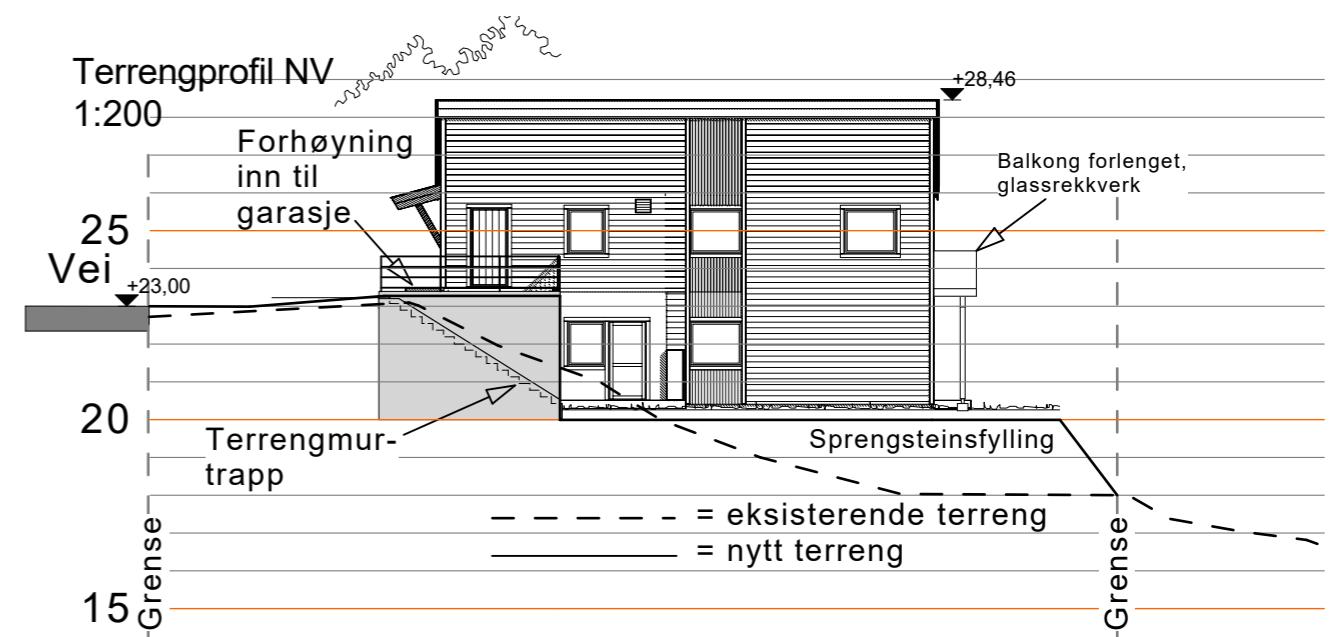 Terrengprofil NV
1:200
+28,46
Forhøyning
inn til
garasje
Balkong forlenget,
glassrekkverk
25
Vei
+23,00
20
Terrengmur-
trapp
Sprengsteinsfylling
= eksisterende terreng
= nytt terreng
15
Grense
Grense